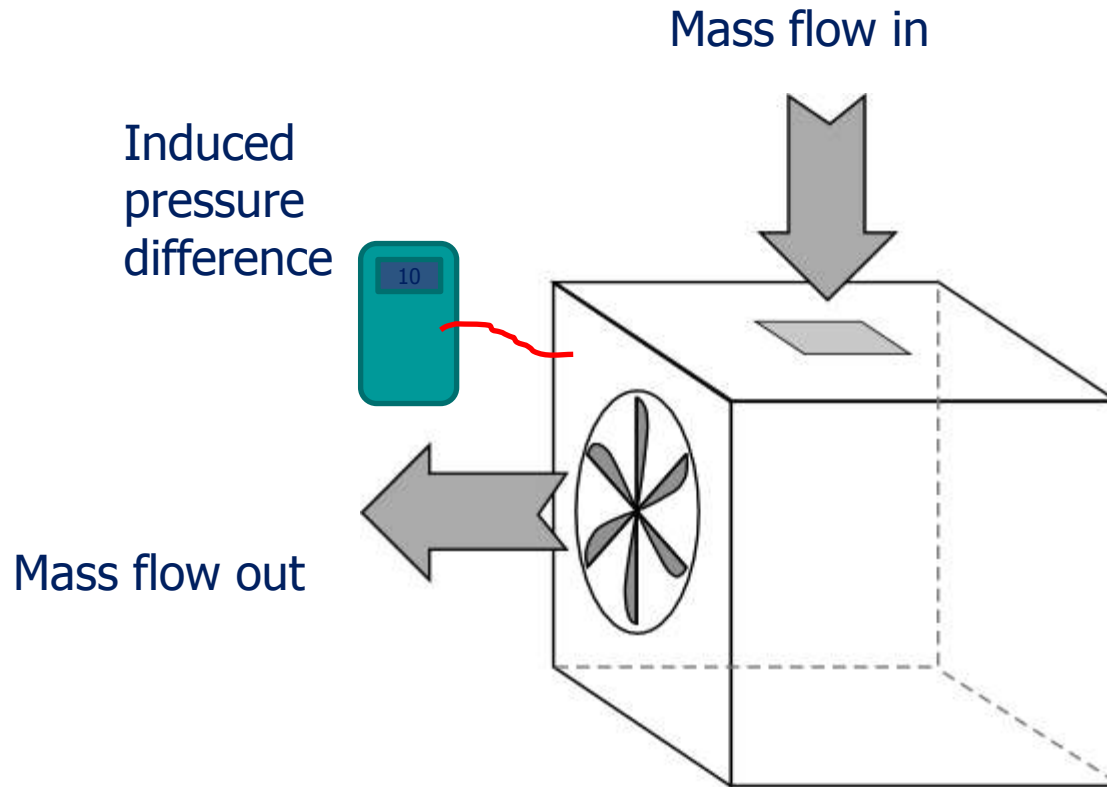 Mass flow in
Induced
pressure
difference
10
Mass flow out